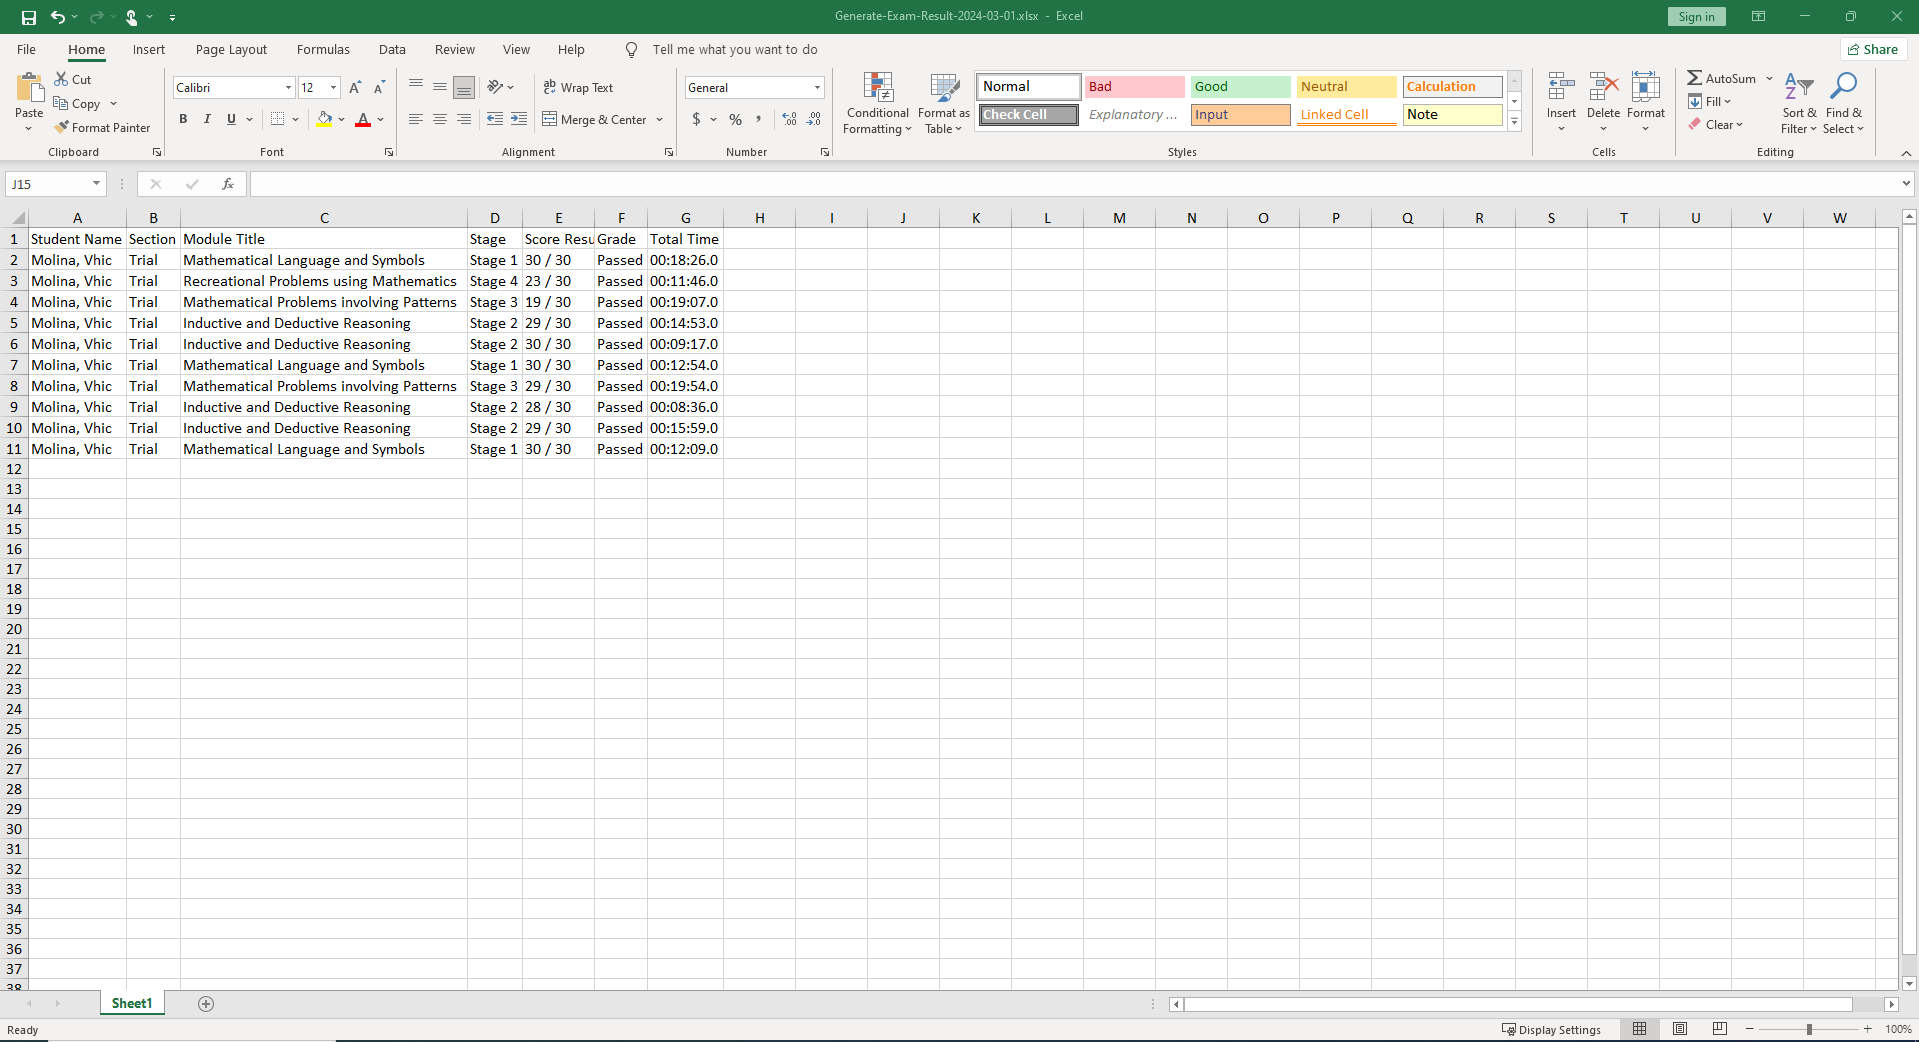 Generate-Exam-Result-2024-03-01.xlsx - Excel
Sign in
File Home Insert Page Layout Formulas Data Review View Help Tell me what you want to do Share
Paste
Cut
Copy
Format Painter
Clipboard
Calibri 12
B I U
Font
Wrap Text
Merge & Center
Alignment
General
$ % ,
Number
Conditional Formatting
Format as Table
Normal Bad Good Neutral Calculation
Check Cell Explanatory ... Input Linked Cell Note
Styles
Insert Delete Format
Cells
AutoSum
Fill
Clear
Sort & Filter
Find & Select
Editing
J15 fx
A B C D E F G H I J K L M N O P Q R S T U V W
1 Student Name Section Module Title Stage Score Resu Grade Total Time
2 Molina, Vhic Trial Mathematical Language and Symbols Stage 1 30 / 30 Passed 00:18:26.0
3 Molina, Vhic Trial Recreational Problems using Mathematics Stage 4 23 / 30 Passed 00:11:46.0
4 Molina, Vhic Trial Mathematical Problems involving Patterns Stage 3 19 / 30 Passed 00:19:07.0
5 Molina, Vhic Trial Inductive and Deductive Reasoning Stage 2 29 / 30 Passed 00:14:53.0
6 Molina, Vhic Trial Inductive and Deductive Reasoning Stage 2 30 / 30 Passed 00:09:17.0
7 Molina, Vhic Trial Mathematical Language and Symbols Stage 1 30 / 30 Passed 00:12:54.0
8 Molina, Vhic Trial Mathematical Problems involving Patterns Stage 3 29 / 30 Passed 00:19:54.0
9 Molina, Vhic Trial Inductive and Deductive Reasoning Stage 2 28 / 30 Passed 00:08:36.0
10 Molina, Vhic Trial Inductive and Deductive Reasoning Stage 2 29 / 30 Passed 00:15:59.0
11 Molina, Vhic Trial Mathematical Language and Symbols Stage 1 30 / 30 Passed 00:12:09.0
12
13
14
15
16
17
18
19
20
21
22
23
24
25
26
27
28
29
30
31
32
33
34
35
36
37
38
Sheet1
Ready Display Settings 100%